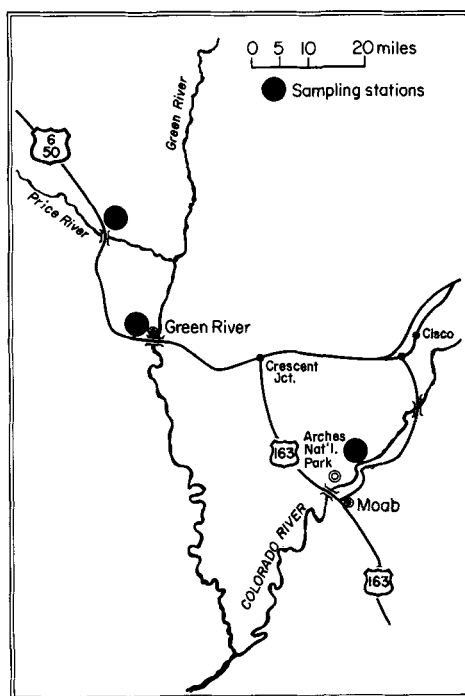 0 5 10 20 miles
Sampling stations
Green River
6
50
Price River
Green River
Cisco
Crescent
Jct.
Arches
Nat'l.
Park
163
Moab
COLORADO RIVER
163